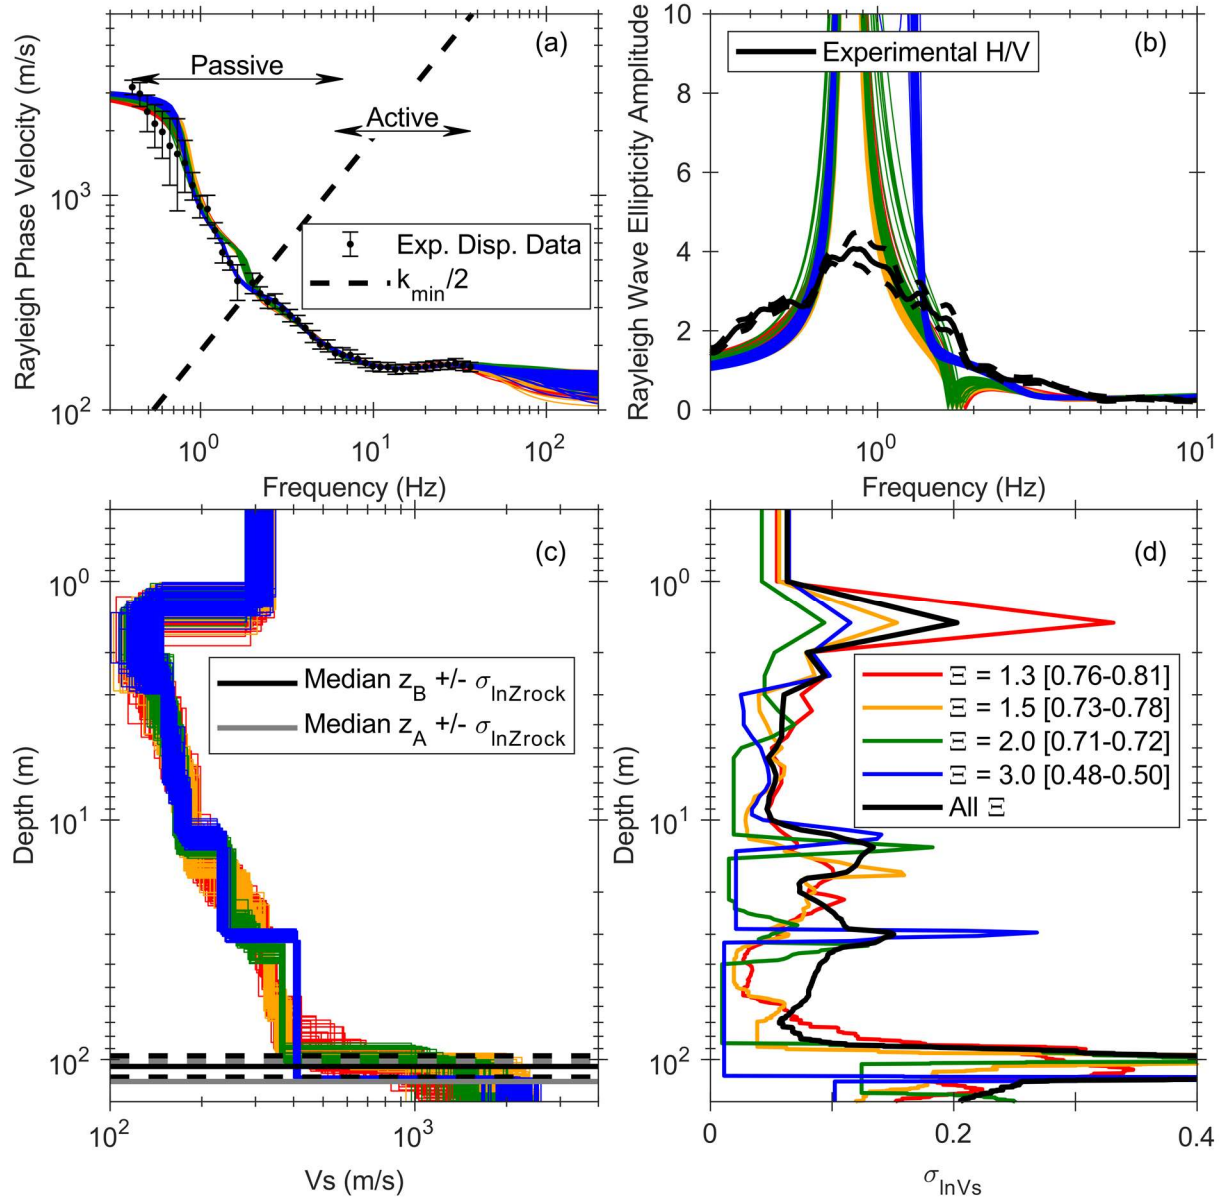 (a)
Passive
Active
Exp. Disp. Data
k_min/2
Rayleigh Phase Velocity (m/s)
10^3
10^2
10^0 10^1 10^2
Frequency (Hz)
(b)
Experimental H/V
Rayleigh Wave Ellipticity Amplitude
10
8
6
4
2
0
10^0 10^1
Frequency (Hz)
(c)
Median z_B +/- σ_lnZrock
Median z_A +/- σ_lnZrock
Depth (m)
10^0
10^1
10^2
10^2 10^3
Vs (m/s)
(d)
Ξ = 1.3 [0.76-0.81]
Ξ = 1.5 [0.73-0.78]
Ξ = 2.0 [0.71-0.72]
Ξ = 3.0 [0.48-0.50]
All Ξ
Depth (m)
10^0
10^1
10^2
0 0.2 0.4
σ_lnVs